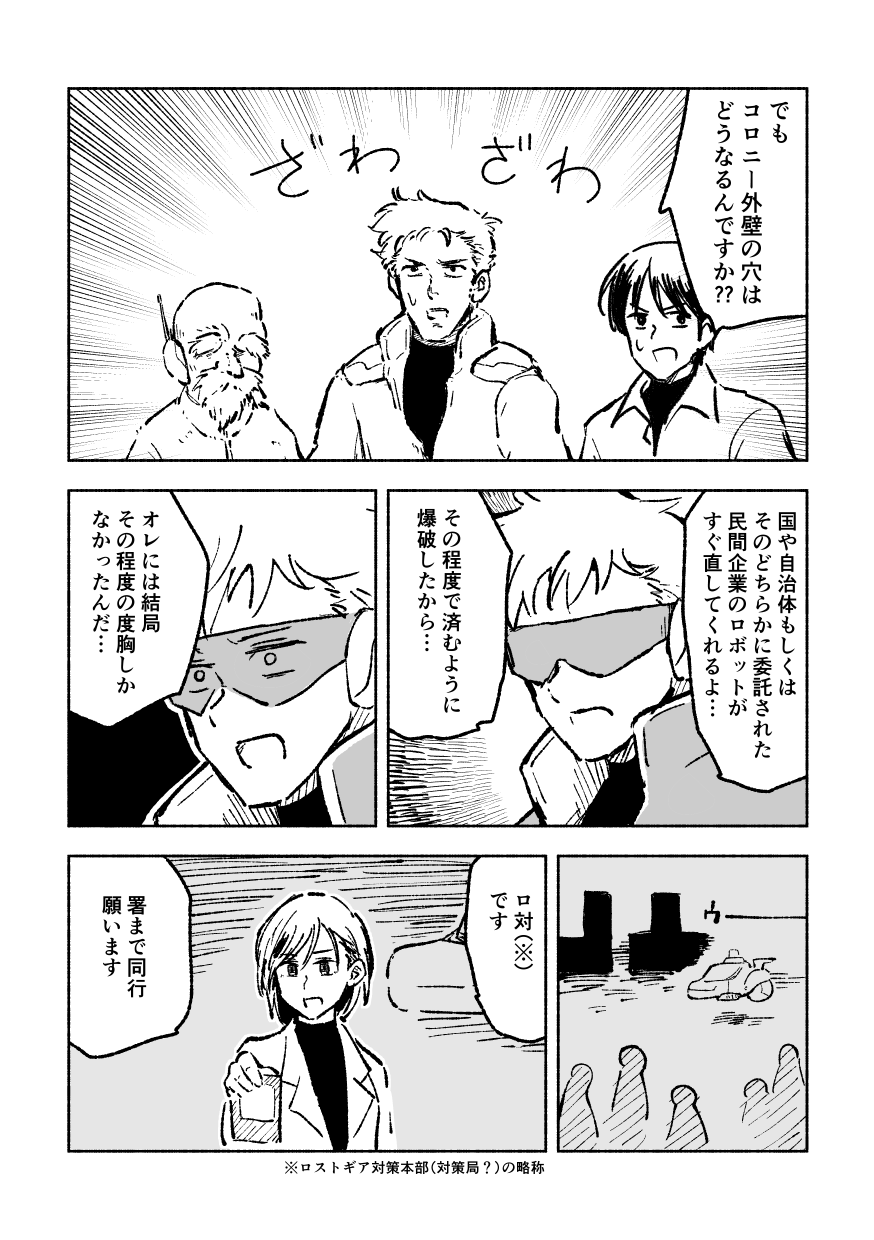 でも
コロニー外壁の穴は
どうなるんですか??
ざわ
ざわ
国や自治体もしくは
そのどちらかに委託された
民間企業のロボットが
すぐ直してくれるよ…
その程度で済むように
爆破したから…
オレには結局
その程度の度胸しか
なかったんだ…
ウー
ロ対(※)
です
署まで同行
願います
※ロストギア対策本部(対策局?)の略称